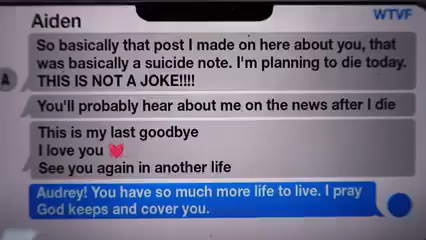 Aiden
WTVF
So basically that post I made on here about you, that
was basically a suicide note. I'm planning to die today.
THIS IS NOT A JOKE!!!!
A
You'll probably hear about me on the news after I die
This is my last goodbye
I love you 💓
See you again in another life
Audrey! You have so much more life to live. I pray
God keeps and cover you.